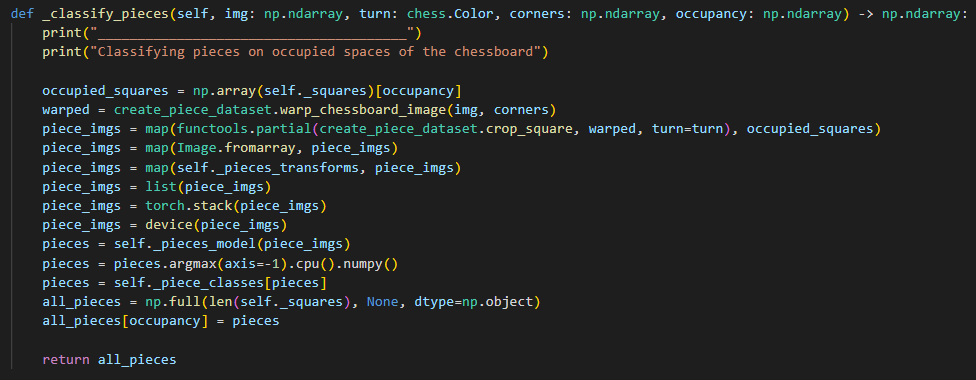 def _classify_pieces(self, img: np.ndarray, turn: chess.Color, corners: np.ndarray, occupancy: np.ndarray) -> np.ndarray:
    print("_______________________________________")
    print("Classifying pieces on occupied spaces of the chessboard")

    occupied_squares = np.array(self._squares)[occupancy]
    warped = create_piece_dataset.warp_chessboard_image(img, corners)
    piece_imgs = map(functools.partial(create_piece_dataset.crop_square, warped, turn=turn), occupied_squares)
    piece_imgs = map(Image.fromarray, piece_imgs)
    piece_imgs = map(self._pieces_transforms, piece_imgs)
    piece_imgs = list(piece_imgs)
    piece_imgs = torch.stack(piece_imgs)
    piece_imgs = device(piece_imgs)
    pieces = self._pieces_model(piece_imgs)
    pieces = pieces.argmax(axis=-1).cpu().numpy()
    pieces = self._piece_classes[pieces]
    all_pieces = np.full(len(self._squares), None, dtype=np.object)
    all_pieces[occupancy] = pieces

    return all_pieces